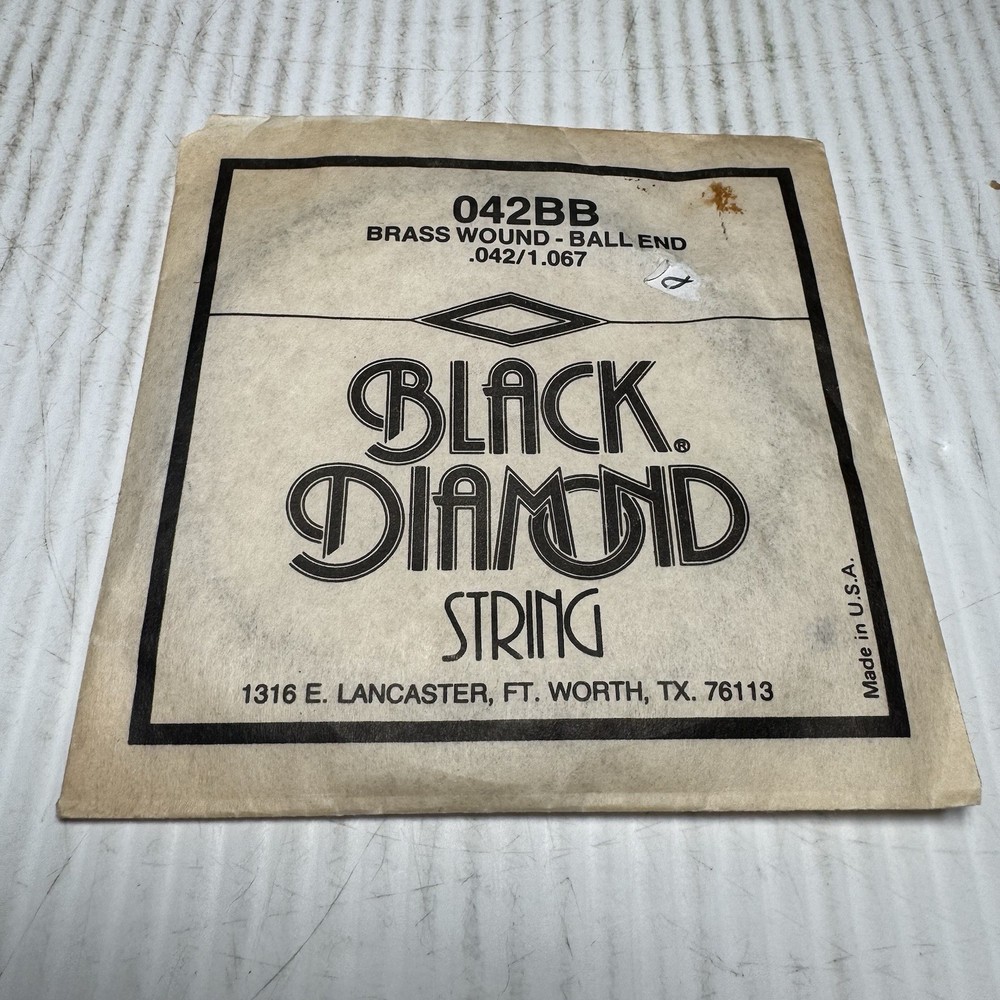 042BB
BRASS WOUND - BALL END
.042/1.067
BLACK
DIAMOND®
STRING
1316 E. LANCASTER, FT. WORTH, TX. 76113
Made in U.S.A.